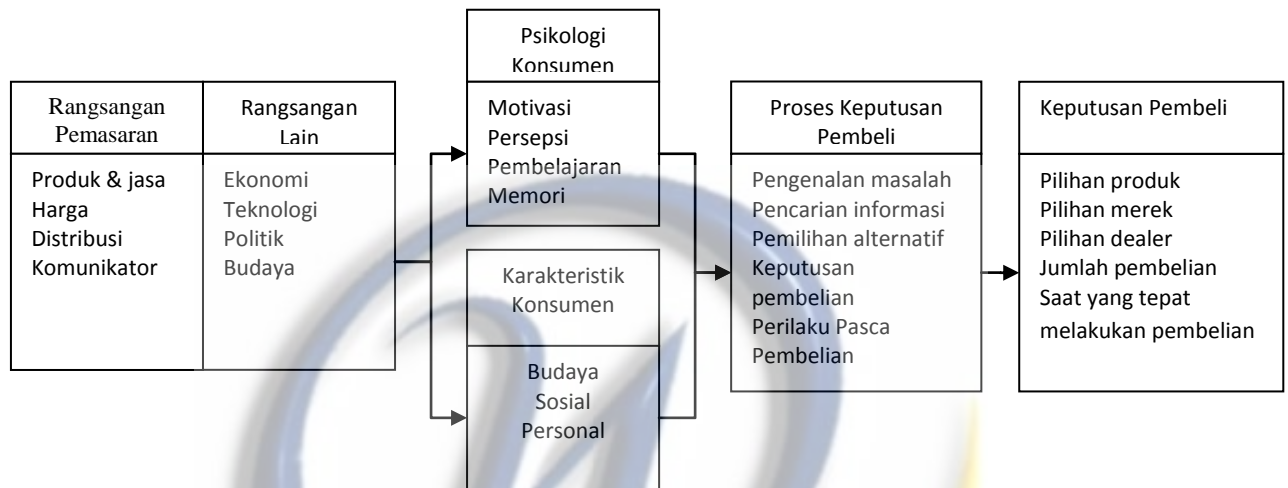 Rangsangan
Pemasaran
Produk & jasa
Harga
Distribusi
Komunikator
Rangsangan
Lain
Ekonomi
Teknologi
Politik
Budaya
Psikologi
Konsumen
Motivasi
Persepsi
Pembelajaran
Memori
Karakteristik
Konsumen
Budaya
Sosial
Personal
Proses Keputusan
Pembeli
Pengenalan masalah
Pencarian informasi
Pemilihan alternatif
Keputusan
pembelian
Perilaku Pasca
Pembelian
Keputusan Pembeli
Pilihan produk
Pilihan merek
Pilihan dealer
Jumlah pembelian
Saat yang tepat
melakukan pembelian